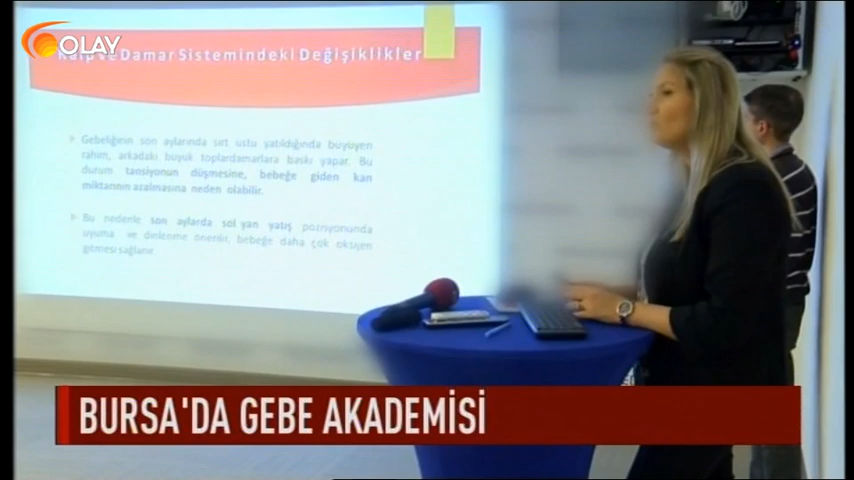 OLAY
Kalp ve Damar Sistemindeki Değişiklikler
Gebeliğinin son aylarında sırt üstü yatıldığında büyüyen
rahim, arkadaki büyük toplardamarlara baskı yapar. Bu
durum tansiyonun düşmesine, bebeğe giden kan
miktarının azalmasına neden olabilir.
Bu nedenle son aylarda sol yan yatış pozisyonunda
uyuma ve dinlenme önerilir, bebeğe daha çok oksijen
gitmesi sağlanır.
BURSA'DA GEBE AKADEMİSİ